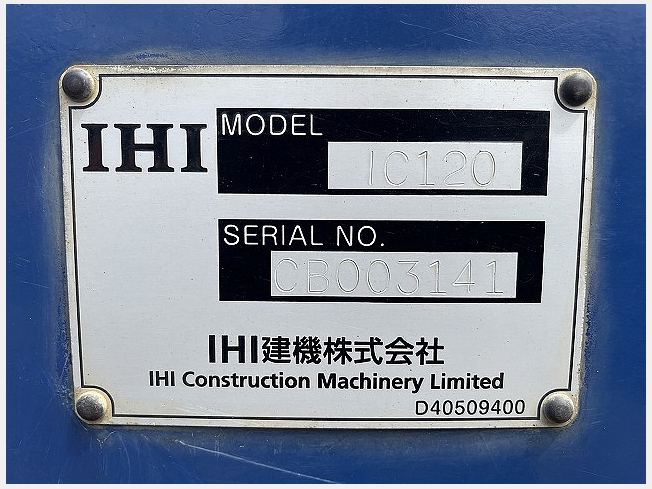 IHI
MODEL
IC120
SERIAL NO.
CB003141
IHI建機株式会社
IHI Construction Machinery Limited
D40509400